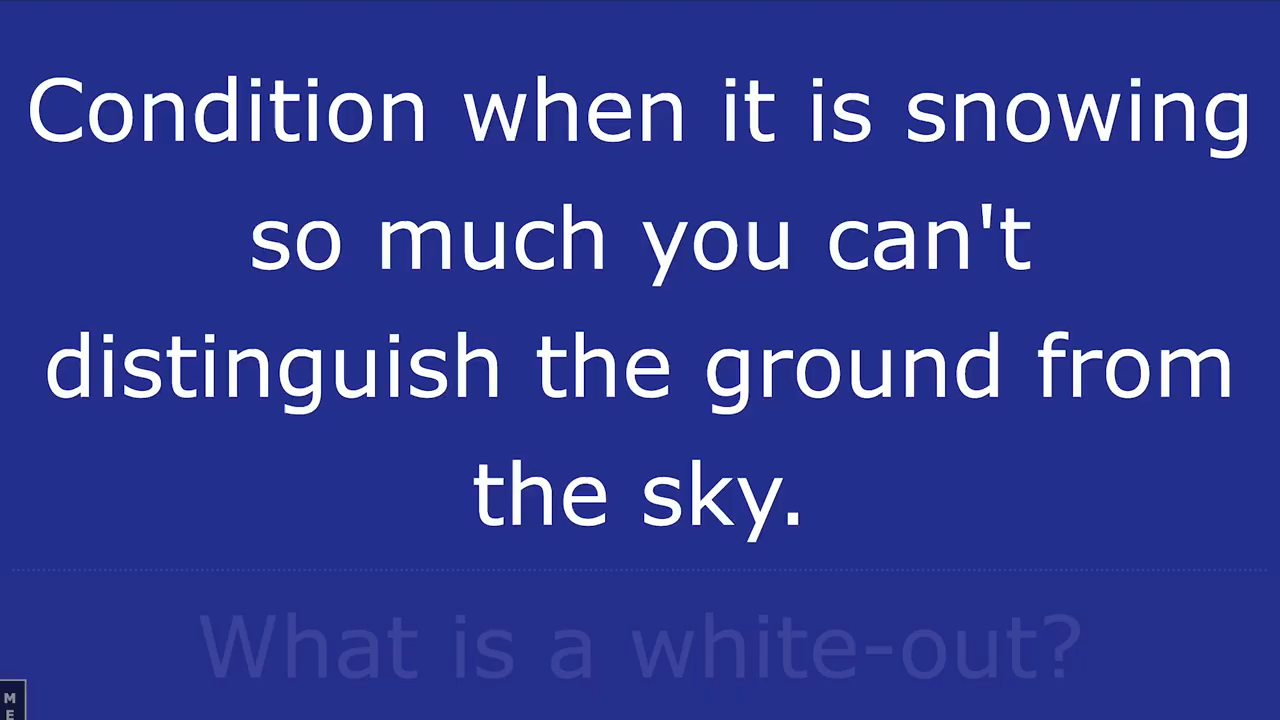 Condition when it is snowing
so much you can't
distinguish the ground from
the sky.
What is a white-out?
M
E